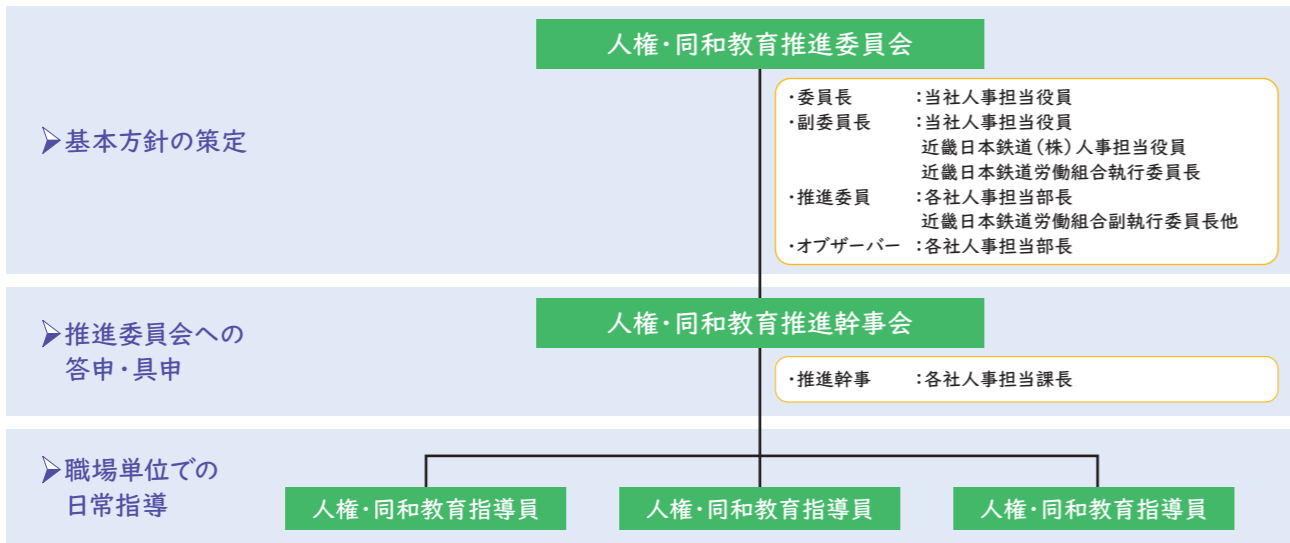 人権・同和教育推進委員会
➢基本方針の策定
・委員長 ：当社人事担当役員
・副委員長 ：当社人事担当役員
近畿日本鉄道（株）人事担当役員
近畿日本鉄道労働組合執行委員長
・推進委員 ：各社人事担当部長
近畿日本鉄道労働組合副執行委員長他
・オブザーバー ：各社人事担当部長
人権・同和教育推進幹事会
➢推進委員会への
答申・具申
・推進幹事 ：各社人事担当課長
➢職場単位での
日常指導
人権・同和教育指導員 人権・同和教育指導員 人権・同和教育指導員